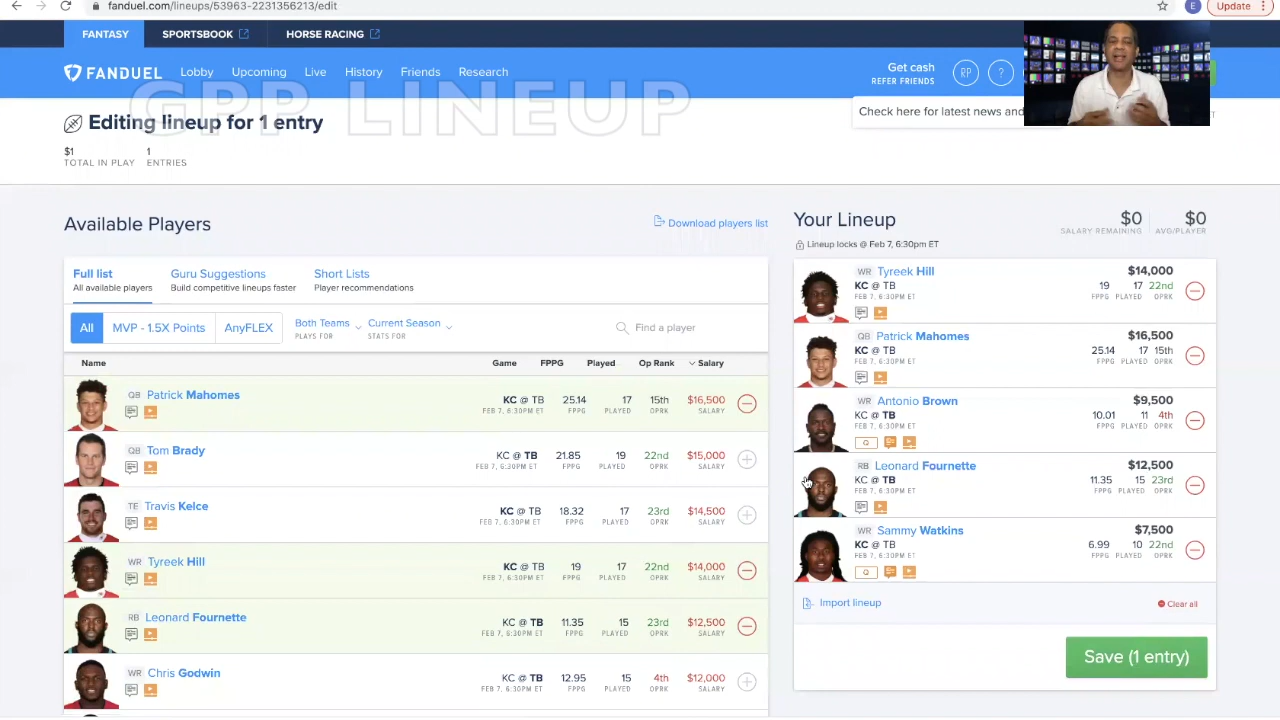 fanduel.com/lineups/53963-2231356213/edit
E
Update
FANTASY
SPORTSBOOK
HORSE RACING
FANDUEL
Lobby
Upcoming
Live
History
Friends
Research
Get cash
REFER FRIENDS
RP
?
Check here for latest news and
GPP LINEUP
Editing lineup for 1 entry
$1
TOTAL IN PLAY
1
ENTRIES
Available Players
Download players list
Full list
All available players
Guru Suggestions
Build competitive lineups faster
Short Lists
Player recommendations
All
MVP - 1.5X Points
AnyFLEX
Both Teams
PLAYS FOR
Current Season
STATS FOR
Find a player
Name Game FPPG Played Op Rank Salary
QB Patrick Mahomes KC @ TB 25.14 17 15th $16,500
FEB 7, 6:30PM ET FPPG PLAYED OPRK SALARY
QB Tom Brady KC @ TB 21.85 19 22nd $15,000
FEB 7, 6:30PM ET FPPG PLAYED OPRK SALARY
TE Travis Kelce KC @ TB 18.32 17 23rd $14,500
FEB 7, 6:30PM ET FPPG PLAYED OPRK SALARY
WR Tyreek Hill KC @ TB 19 17 22nd $14,000
FEB 7, 6:30PM ET FPPG PLAYED OPRK SALARY
RB Leonard Fournette KC @ TB 11.35 15 23rd $12,500
FEB 7, 6:30PM ET FPPG PLAYED OPRK SALARY
WR Chris Godwin KC @ TB 12.95 15 4th $12,000
FEB 7, 6:30PM ET FPPG PLAYED OPRK SALARY
Your Lineup
$0
SALARY REMAINING
$0
AVG/PLAYER
Lineup locks @ Feb 7, 6:30pm ET
WR Tyreek Hill $14,000
KC @ TB 19 17 22nd
FEB 7, 6:30PM ET FPPG PLAYED OPRK
QB Patrick Mahomes $16,500
KC @ TB 25.14 17 15th
FEB 7, 6:30PM ET FPPG PLAYED OPRK
WR Antonio Brown $9,500
KC @ TB 10.01 11 4th
FEB 7, 6:30PM ET FPPG PLAYED OPRK
Q
RB Leonard Fournette $12,500
KC @ TB 11.35 15 23rd
FEB 7, 6:30PM ET FPPG PLAYED OPRK
WR Sammy Watkins $7,500
KC @ TB 6.99 10 22nd
FEB 7, 6:30PM ET FPPG PLAYED OPRK
Q
Import lineup
Clear all
Save (1 entry)